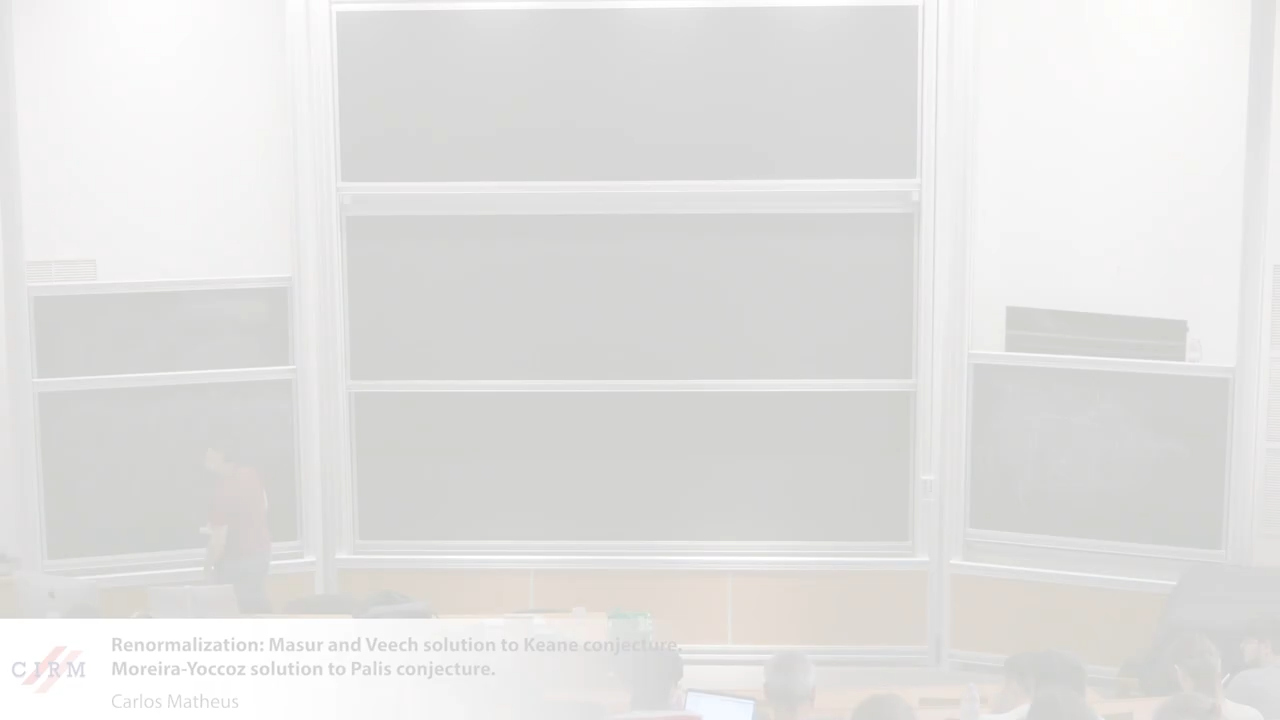 CIRM
Renormalization: Masur and Veech solution to Keane conjecture.
Moreira-Yoccoz solution to Palis conjecture.
Carlos Matheus